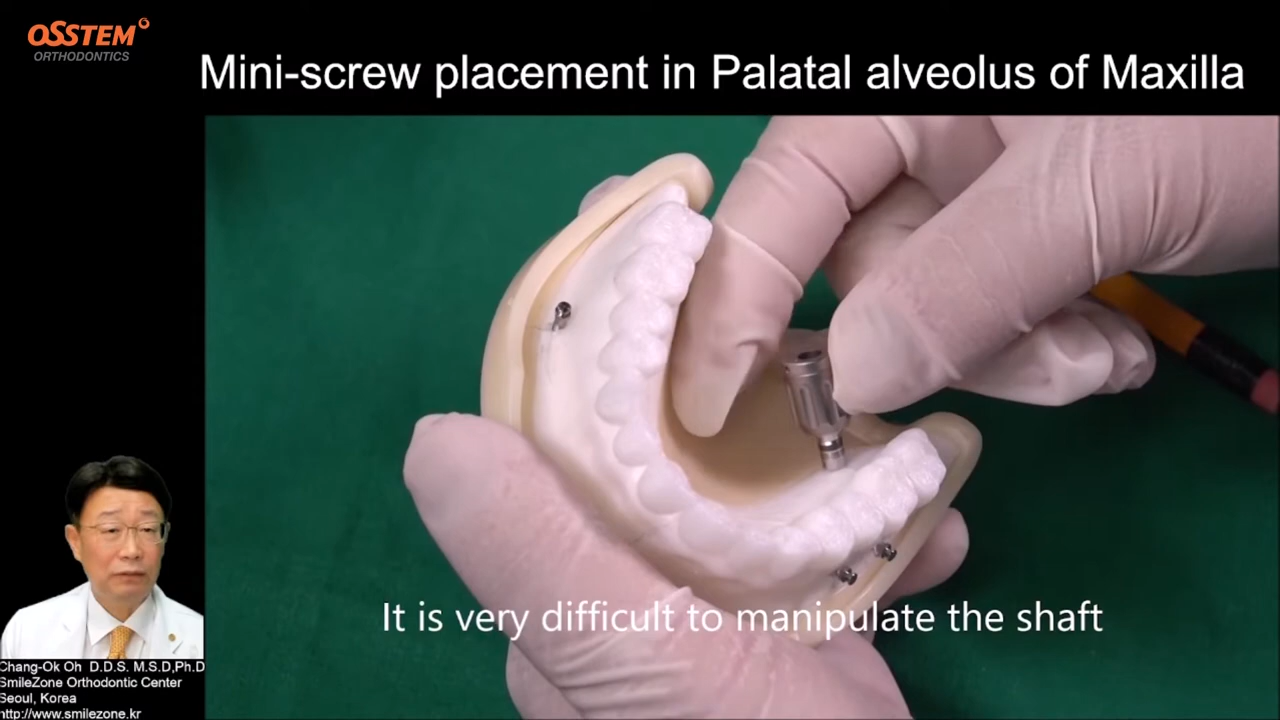 OSSTEM
ORTHODONTICS
Mini-screw placement in Palatal alveolus of Maxilla
It is very difficult to manipulate the shaft
Chang-Ok Oh D.D.S. M.S.D,Ph.D
SmileZone Orthodontic Center
Seoul, Korea
http://www.smilezone.kr